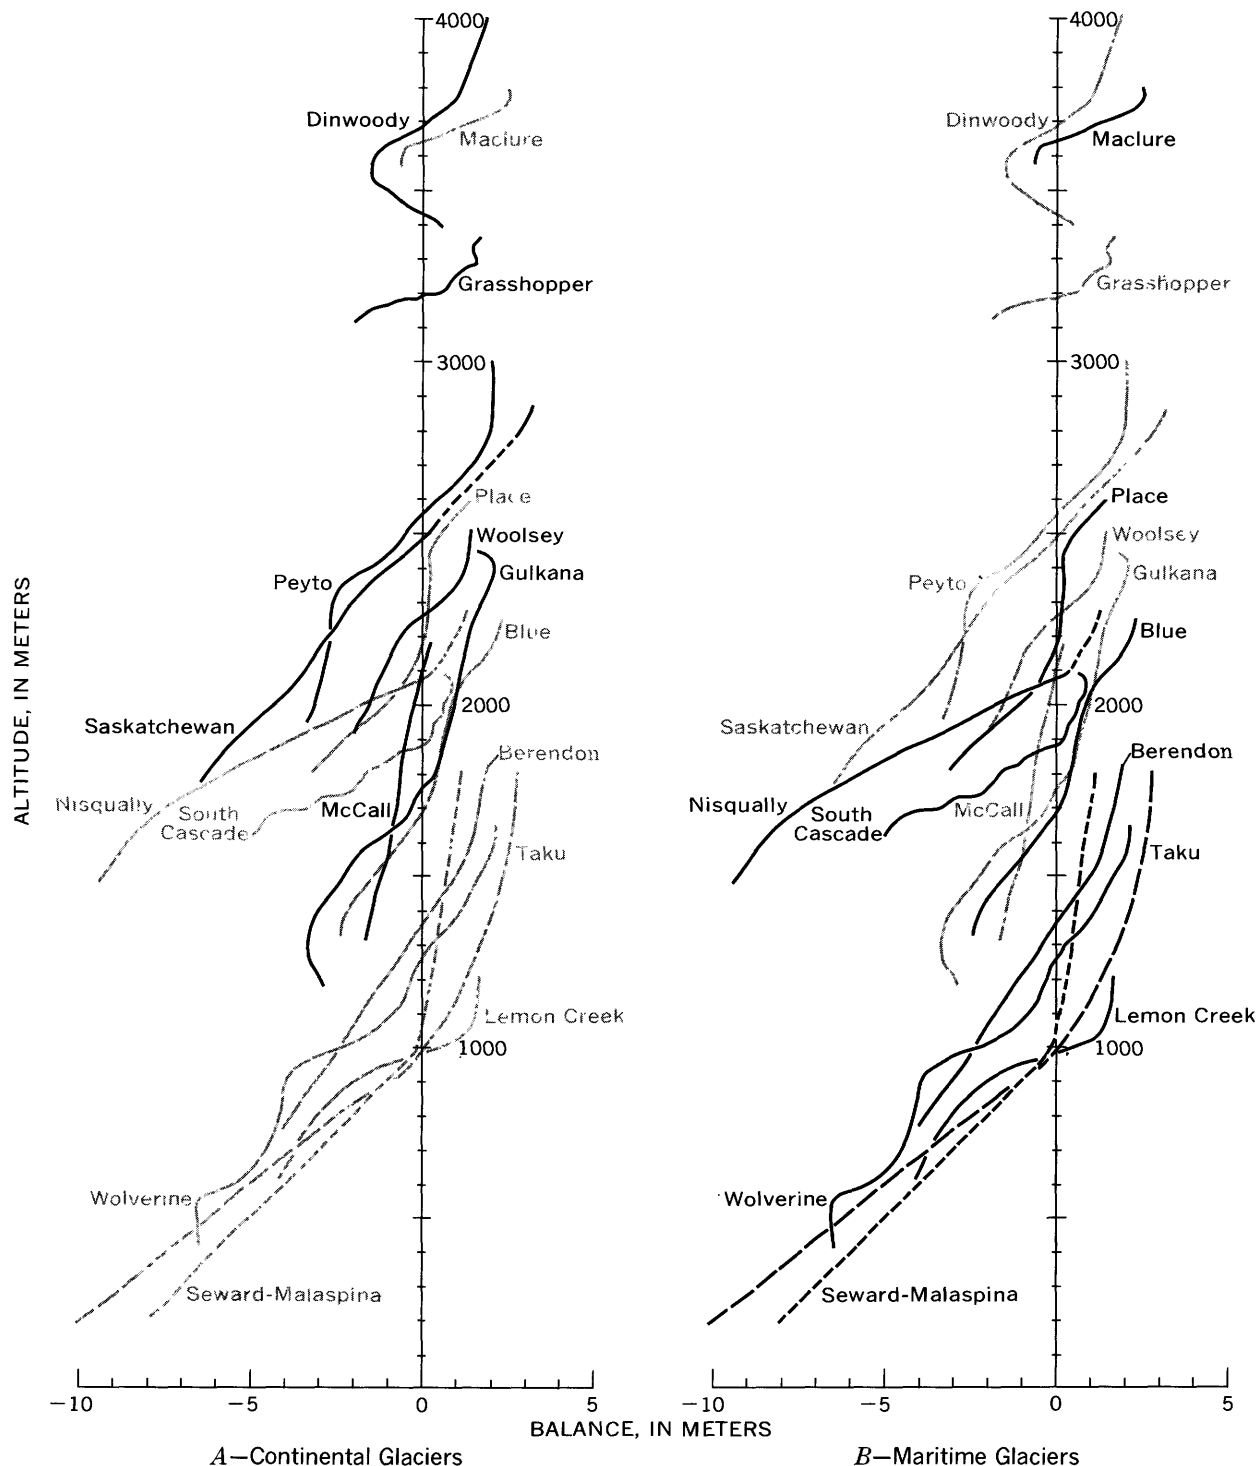 4000
4000
Dinwoody
Maclure
Dinwoody
Maclure
Grasshopper
Grasshopper
3000
3000
Place
Place
Woolsey
Woolsey
Peyto
Gulkana
Peyto
Gulkana
Blue
Blue
ALTITUDE, IN METERS
2000
2000
Saskatchewan
Saskatchewan
Berendon
Berendon
Nisqually
South
Cascade
McCall
Nisqually
South
Cascade
McCall
Taku
Taku
Lemon Creek
Lemon Creek
1000
1000
Wolverine
Wolverine
Seward-Malaspina
Seward-Malaspina
−10 −5 0 5
−10 −5 0 5
BALANCE, IN METERS
A—Continental Glaciers
B—Maritime Glaciers